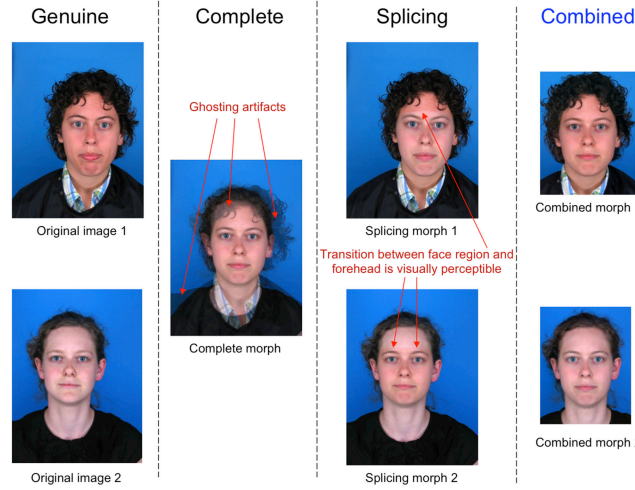 Genuine
Complete
Splicing
Combined
Ghosting artifacts
Original image 1
Splicing morph 1
Combined morph
Transition between face region and
forehead is visually perceptible
Complete morph
Original image 2
Splicing morph 2
Combined morph